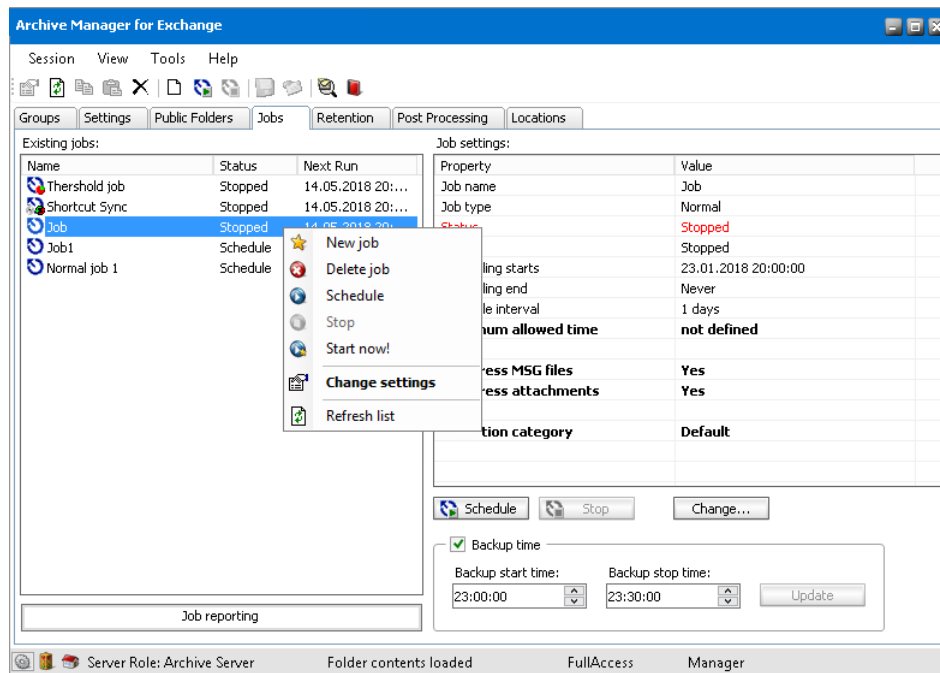 Archive Manager for Exchange
Session View Tools Help
Groups Settings Public Folders Jobs Retention Post Processing Locations
Existing jobs:
Name Status Next Run
Thershold job Stopped 14.05.2018 20:...
Shortcut Sync Stopped 14.05.2018 20:...
Job Stopped 14.05.2018 20:...
Job1 Schedule
Normal job 1 Schedule
New job
Delete job
Schedule
Stop
Start now!
Change settings
Refresh list
Job reporting
Job settings:
Property Value
Job name Job
Job type Normal
Status Stopped
Stopped
ling starts 23.01.2018 20:00:00
ling end Never
le interval 1 days
num allowed time not defined
ress MSG files Yes
ress attachments Yes
tion category Default
Schedule Stop Change...
Backup time
Backup start time: Backup stop time:
23:00:00 23:30:00 Update
Server Role: Archive Server Folder contents loaded FullAccess Manager